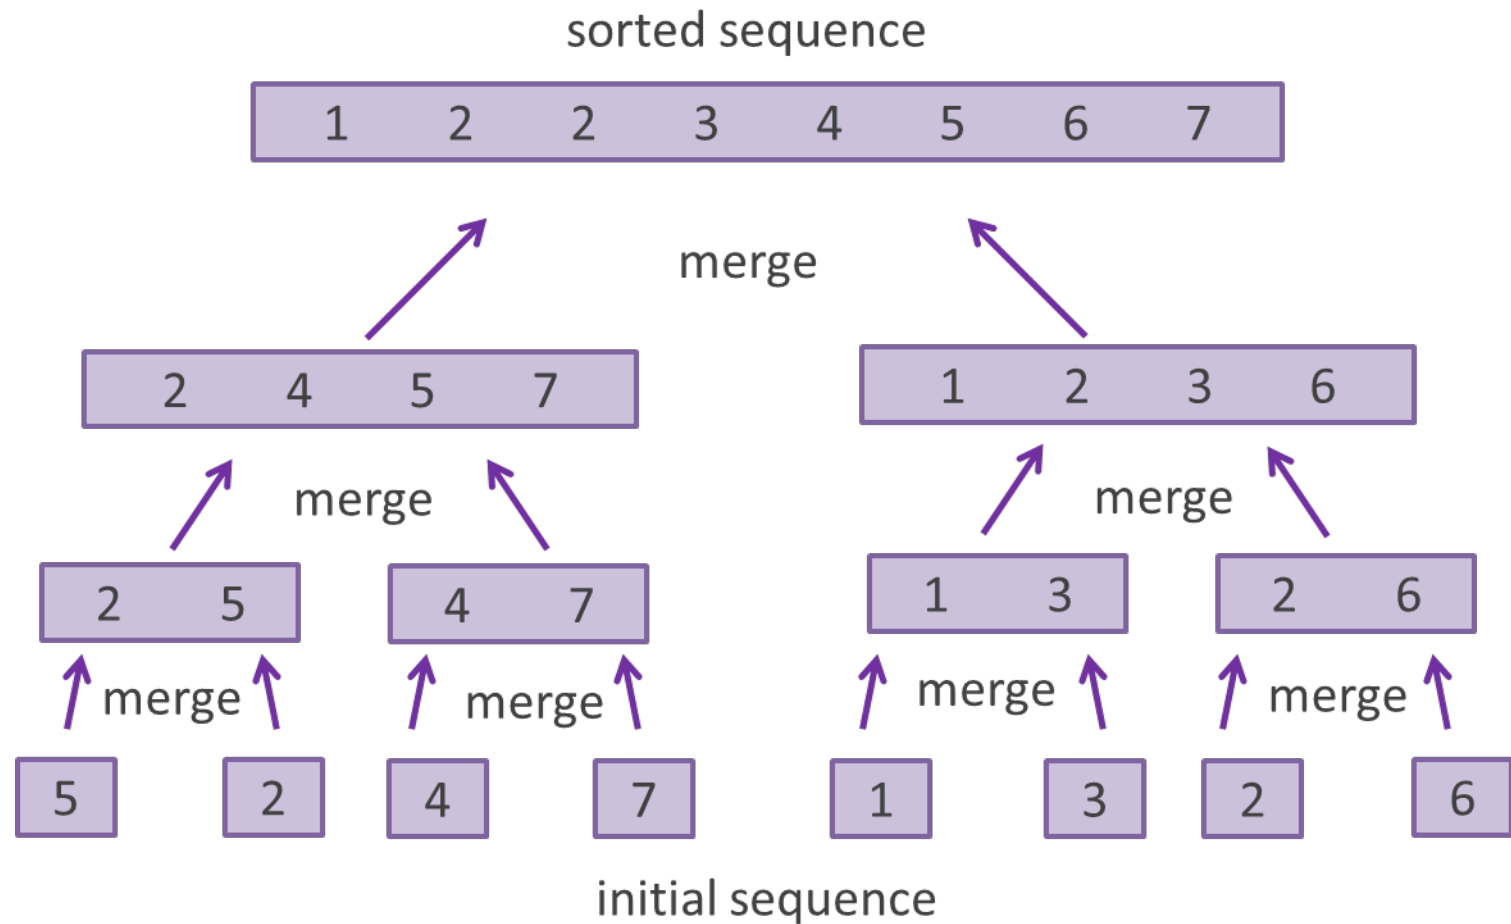 sorted sequence
1 2 2 3 4 5 6 7
merge
2 4 5 7
1 2 3 6
merge
merge
2 5
4 7
1 3
2 6
merge
merge
merge
merge
5
2
4
7
1
3
2
6
initial sequence